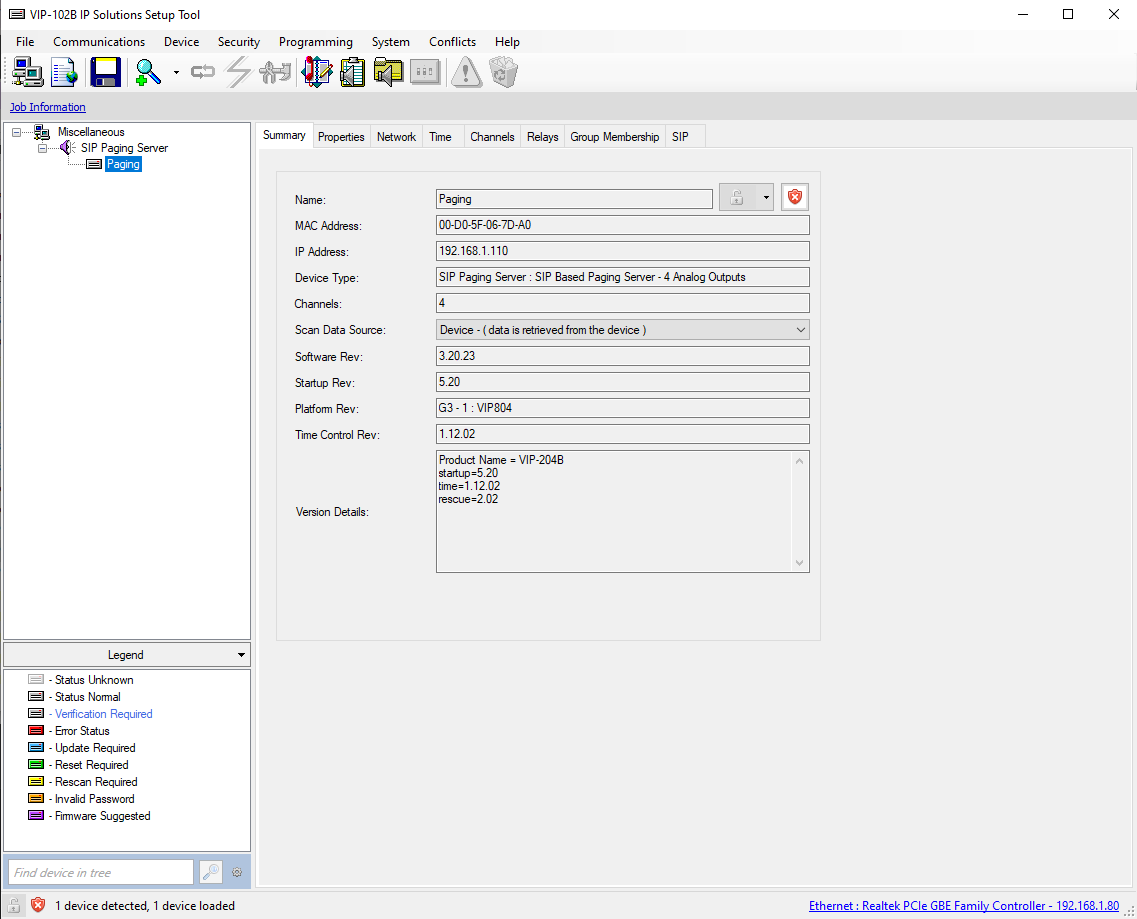 VIP-102B IP Solutions Setup Tool
File Communications Device Security Programming System Conflicts Help
Job Information
Miscellaneous
SIP Paging Server
Paging
Summary Properties Network Time Channels Relays Group Membership SIP
Name: Paging
MAC Address: 00-D0-5F-06-7D-A0
IP Address: 192.168.1.110
Device Type: SIP Paging Server : SIP Based Paging Server - 4 Analog Outputs
Channels: 4
Scan Data Source: Device - ( data is retrieved from the device )
Software Rev: 3.20.23
Startup Rev: 5.20
Platform Rev: G3 - 1 : VIP804
Time Control Rev: 1.12.02
Version Details:
Product Name = VIP-204B
startup=5.20
time=1.12.02
rescue=2.02
Legend
- Status Unknown
- Status Normal
- Verification Required
- Error Status
- Update Required
- Reset Required
- Rescan Required
- Invalid Password
- Firmware Suggested
Find device in tree
1 device detected, 1 device loaded
Ethernet : Realtek PCIe GBE Family Controller - 192.168.1.80